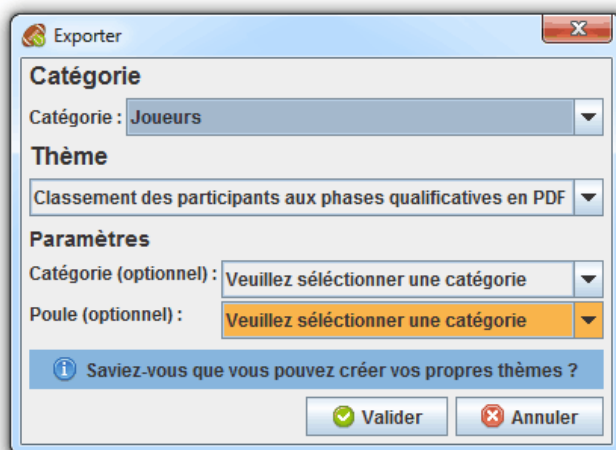 Exporter
Catégorie
Catégorie : Joueurs
Thème
Classement des participants aux phases qualificatives en PDF
Paramètres
Catégorie (optionnel) : Veuillez séléctionner une catégorie
Poule (optionnel) : Veuillez séléctionner une catégorie
Saviez-vous que vous pouvez créer vos propres thèmes ?
Valider Annuler